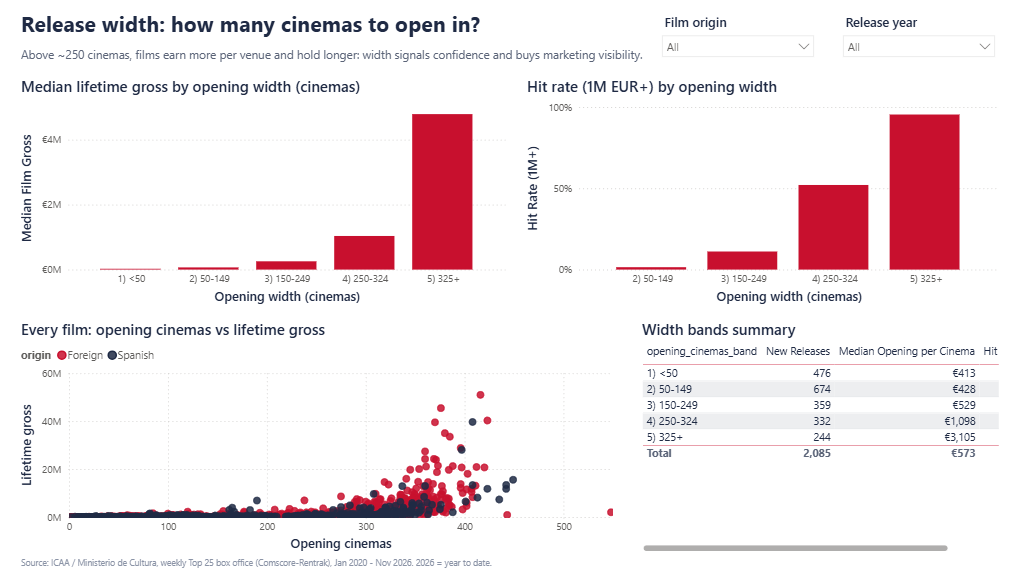 Release width: how many cinemas to open in?
Above ~250 cinemas, films earn more per venue and hold longer: width signals confidence and buys marketing visibility.
Film origin
All
Release year
All
Median lifetime gross by opening width (cinemas)
Median Film Gross
€4M
€2M
€0M
1) <50
2) 50-149
3) 150-249
4) 250-324
5) 325+
Opening width (cinemas)
Hit rate (1M EUR+) by opening width
Hit Rate (1M+)
100%
50%
0%
2) 50-149
3) 150-249
4) 250-324
5) 325+
Opening width (cinemas)
Every film: opening cinemas vs lifetime gross
origin Foreign Spanish
Lifetime gross
60M
40M
20M
0M
0 100 200 300 400 500
Opening cinemas
Width bands summary
opening_cinemas_band New Releases Median Opening per Cinema Hit
1) <50 476 €413
2) 50-149 674 €428
3) 150-249 359 €529
4) 250-324 332 €1,098
5) 325+ 244 €3,105
Total 2,085 €573
Source: ICAA / Ministerio de Cultura, weekly Top 25 box office (Comscore-Rentrak), Jan 2020 - Nov 2026. 2026 = year to date.